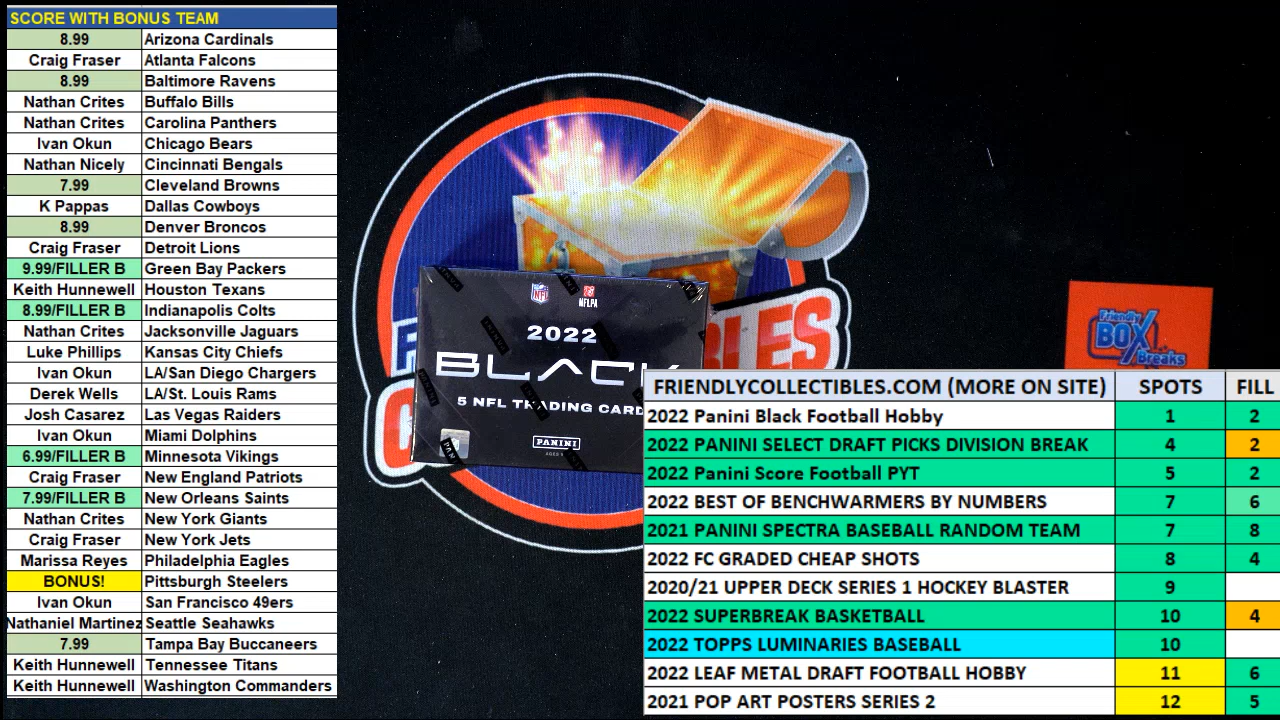 SCORE WITH BONUS TEAM
8.99 Arizona Cardinals
Craig Fraser Atlanta Falcons
8.99 Baltimore Ravens
Nathan Crites Buffalo Bills
Nathan Crites Carolina Panthers
Ivan Okun Chicago Bears
Nathan Nicely Cincinnati Bengals
7.99 Cleveland Browns
K Pappas Dallas Cowboys
8.99 Denver Broncos
Craig Fraser Detroit Lions
9.99/FILLER B Green Bay Packers
Keith Hunnewell Houston Texans
8.99/FILLER B Indianapolis Colts
Nathan Crites Jacksonville Jaguars
Luke Phillips Kansas City Chiefs
Ivan Okun LA/San Diego Chargers
Derek Wells LA/St. Louis Rams
Josh Casarez Las Vegas Raiders
Ivan Okun Miami Dolphins
6.99/FILLER B Minnesota Vikings
Craig Fraser New England Patriots
7.99/FILLER B New Orleans Saints
Nathan Crites New York Giants
Craig Fraser New York Jets
Marissa Reyes Philadelphia Eagles
BONUS! Pittsburgh Steelers
Ivan Okun San Francisco 49ers
Nathaniel Martinez Seattle Seahawks
7.99 Tampa Bay Buccaneers
Keith Hunnewell Tennessee Titans
Keith Hunnewell Washington Commanders
NFL
NFLPA
2022
BLACK
5 NFL TRADING CARD
PANINI
BLES
Friendly
BOX
Breaks
FRIENDLYCOLLECTIBLES.COM (MORE ON SITE) SPOTS FILL
2022 Panini Black Football Hobby 1 2
2022 PANINI SELECT DRAFT PICKS DIVISION BREAK 4 2
2022 Panini Score Football PYT 5 2
2022 BEST OF BENCHWARMERS BY NUMBERS 7 6
2021 PANINI SPECTRA BASEBALL RANDOM TEAM 7 8
2022 FC GRADED CHEAP SHOTS 8 4
2020/21 UPPER DECK SERIES 1 HOCKEY BLASTER 9
2022 SUPERBREAK BASKETBALL 10 4
2022 TOPPS LUMINARIES BASEBALL 10
2022 LEAF METAL DRAFT FOOTBALL HOBBY 11 6
2021 POP ART POSTERS SERIES 2 12 5